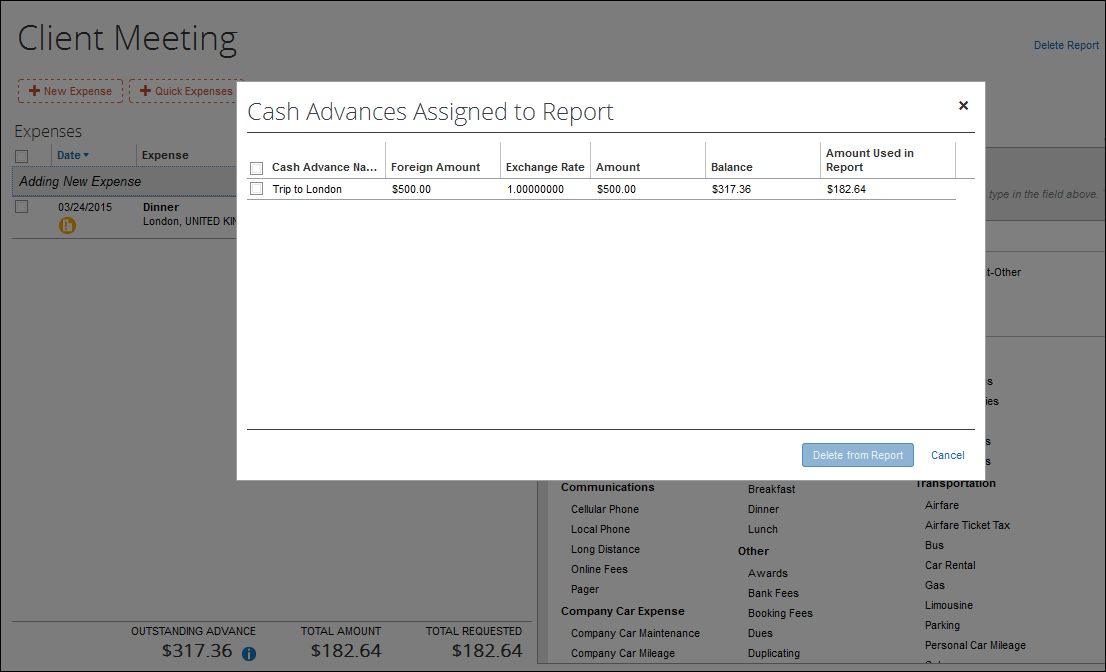 Client Meeting
Delete Report
New Expense
Quick Expenses
Expenses
Date
Expense
Adding New Expense
03/24/2015
Dinner
London, UNITED KIN
Cash Advances Assigned to Report
Cash Advance Na...
Foreign Amount
Exchange Rate
Amount
Balance
Amount Used in
Report
Trip to London
$500.00
1.00000000
$500.00
$317.36
$182.64
Delete from Report
Cancel
type in the field above.
t-Other
s
ies
s
s
Communications
Cellular Phone
Local Phone
Long Distance
Online Fees
Pager
Company Car Expense
Company Car Maintenance
Company Car Mileage
Breakfast
Dinner
Lunch
Other
Awards
Bank Fees
Booking Fees
Dues
Duplicating
Transportation
Airfare
Airfare Ticket Tax
Bus
Car Rental
Gas
Limousine
Parking
Personal Car Mileage
OUTSTANDING ADVANCE
$317.36
TOTAL AMOUNT
$182.64
TOTAL REQUESTED
$182.64